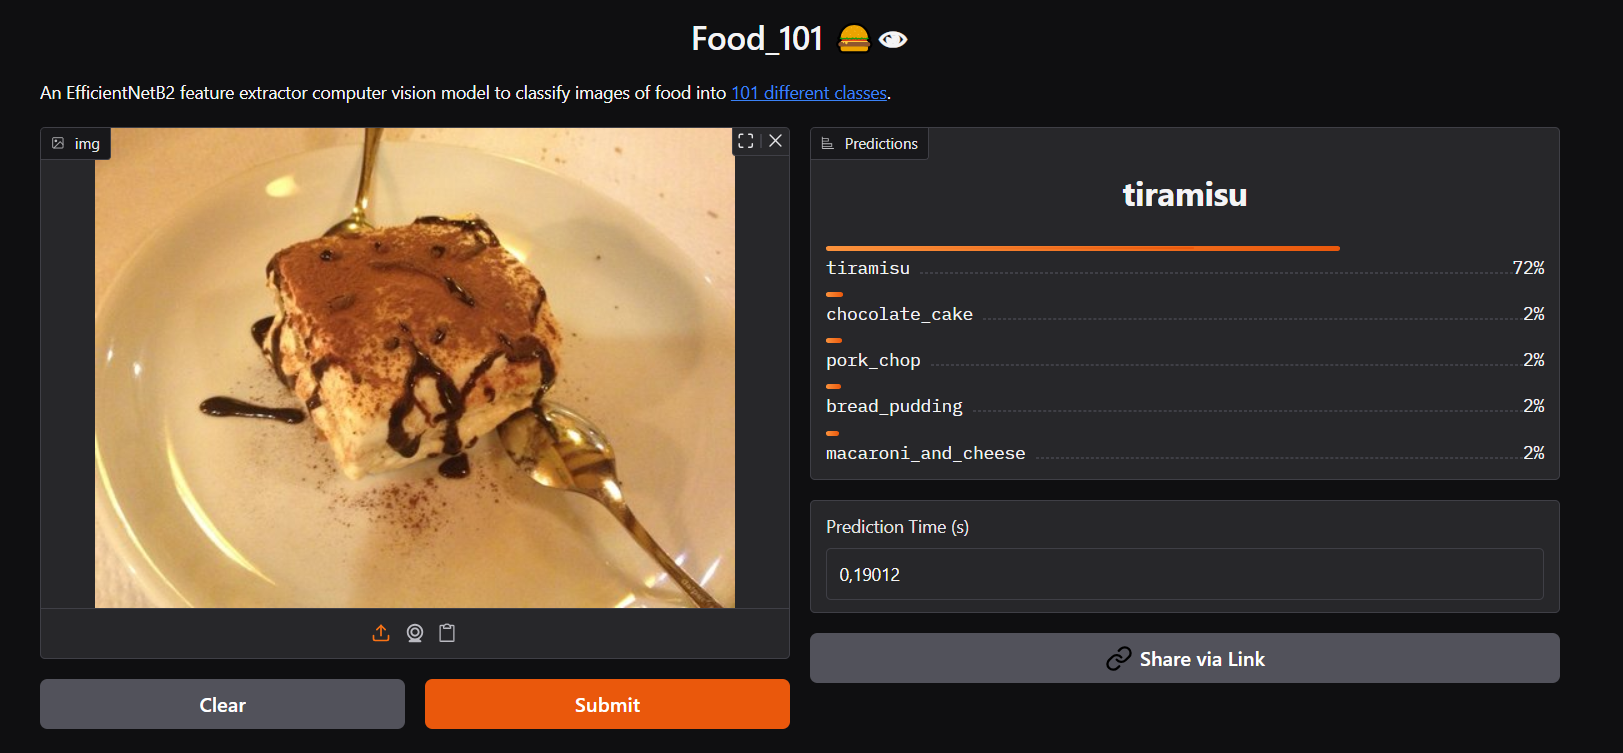 Food_101 🍔👁
An EfficientNetB2 feature extractor computer vision model to classify images of food into 101 different classes.
img
Predictions
tiramisu
tiramisu 72%
chocolate_cake 2%
pork_chop 2%
bread_pudding 2%
macaroni_and_cheese 2%
Prediction Time (s)
0,19012
Share via Link
Clear
Submit